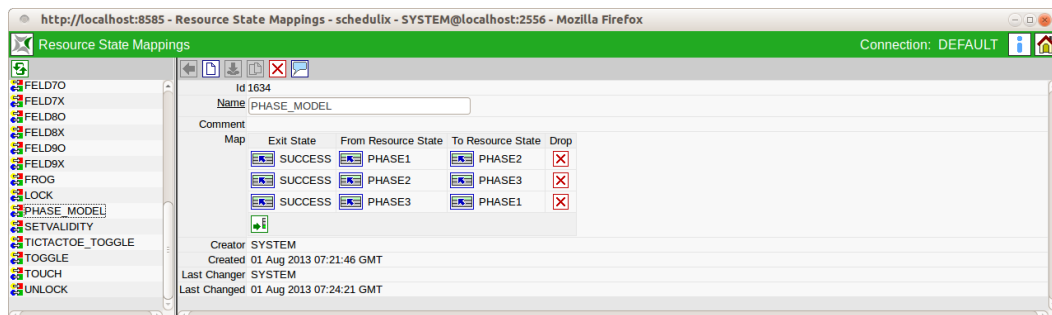 http://localhost:8585 - Resource State Mappings - schedulix - SYSTEM@localhost:2556 - Mozilla Firefox
Resource State Mappings
Connection: DEFAULT
FELD7O
FELD7X
FELD8O
FELD8X
FELD9O
FELD9X
FROG
LOCK
PHASE_MODEL
SETVALIDITY
TICTACTOE_TOGGLE
TOGGLE
TOUCH
UNLOCK
Id 1634
Name PHASE_MODEL
Comment
Map Exit State From Resource State To Resource State Drop
SUCCESS PHASE1 PHASE2
SUCCESS PHASE2 PHASE3
SUCCESS PHASE3 PHASE1
Creator SYSTEM
Created 01 Aug 2013 07:21:46 GMT
Last Changer SYSTEM
Last Changed 01 Aug 2013 07:24:21 GMT